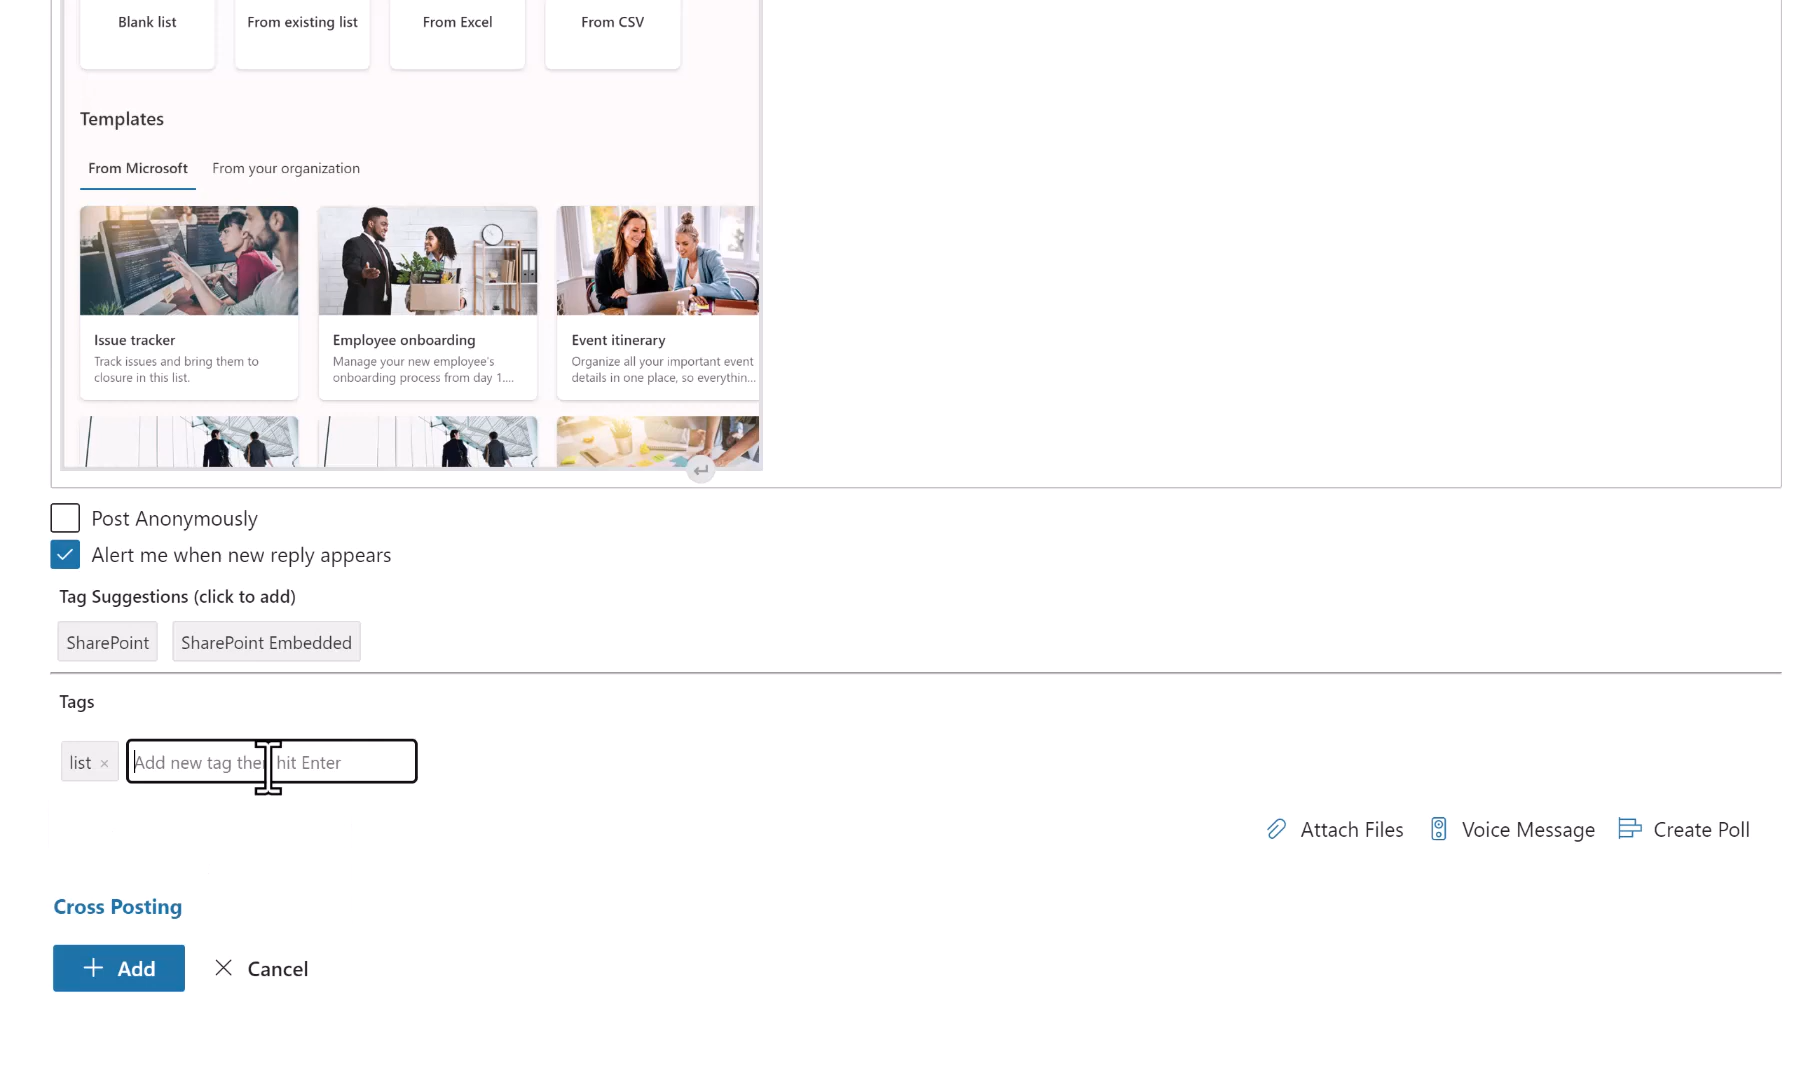 Blank list
From existing list
From Excel
From CSV
Templates
From Microsoft
From your organization
Issue tracker
Track issues and bring them to
closure in this list.
Employee onboarding
Manage your new employee's
onboarding process from day 1....
Event itinerary
Organize all your important event
details in one place, so everythin...
Post Anonymously
Alert me when new reply appears
Tag Suggestions (click to add)
SharePoint
SharePoint Embedded
Tags
list ×
Add new tag then hit Enter
Attach Files
Voice Message
Create Poll
Cross Posting
Add
Cancel